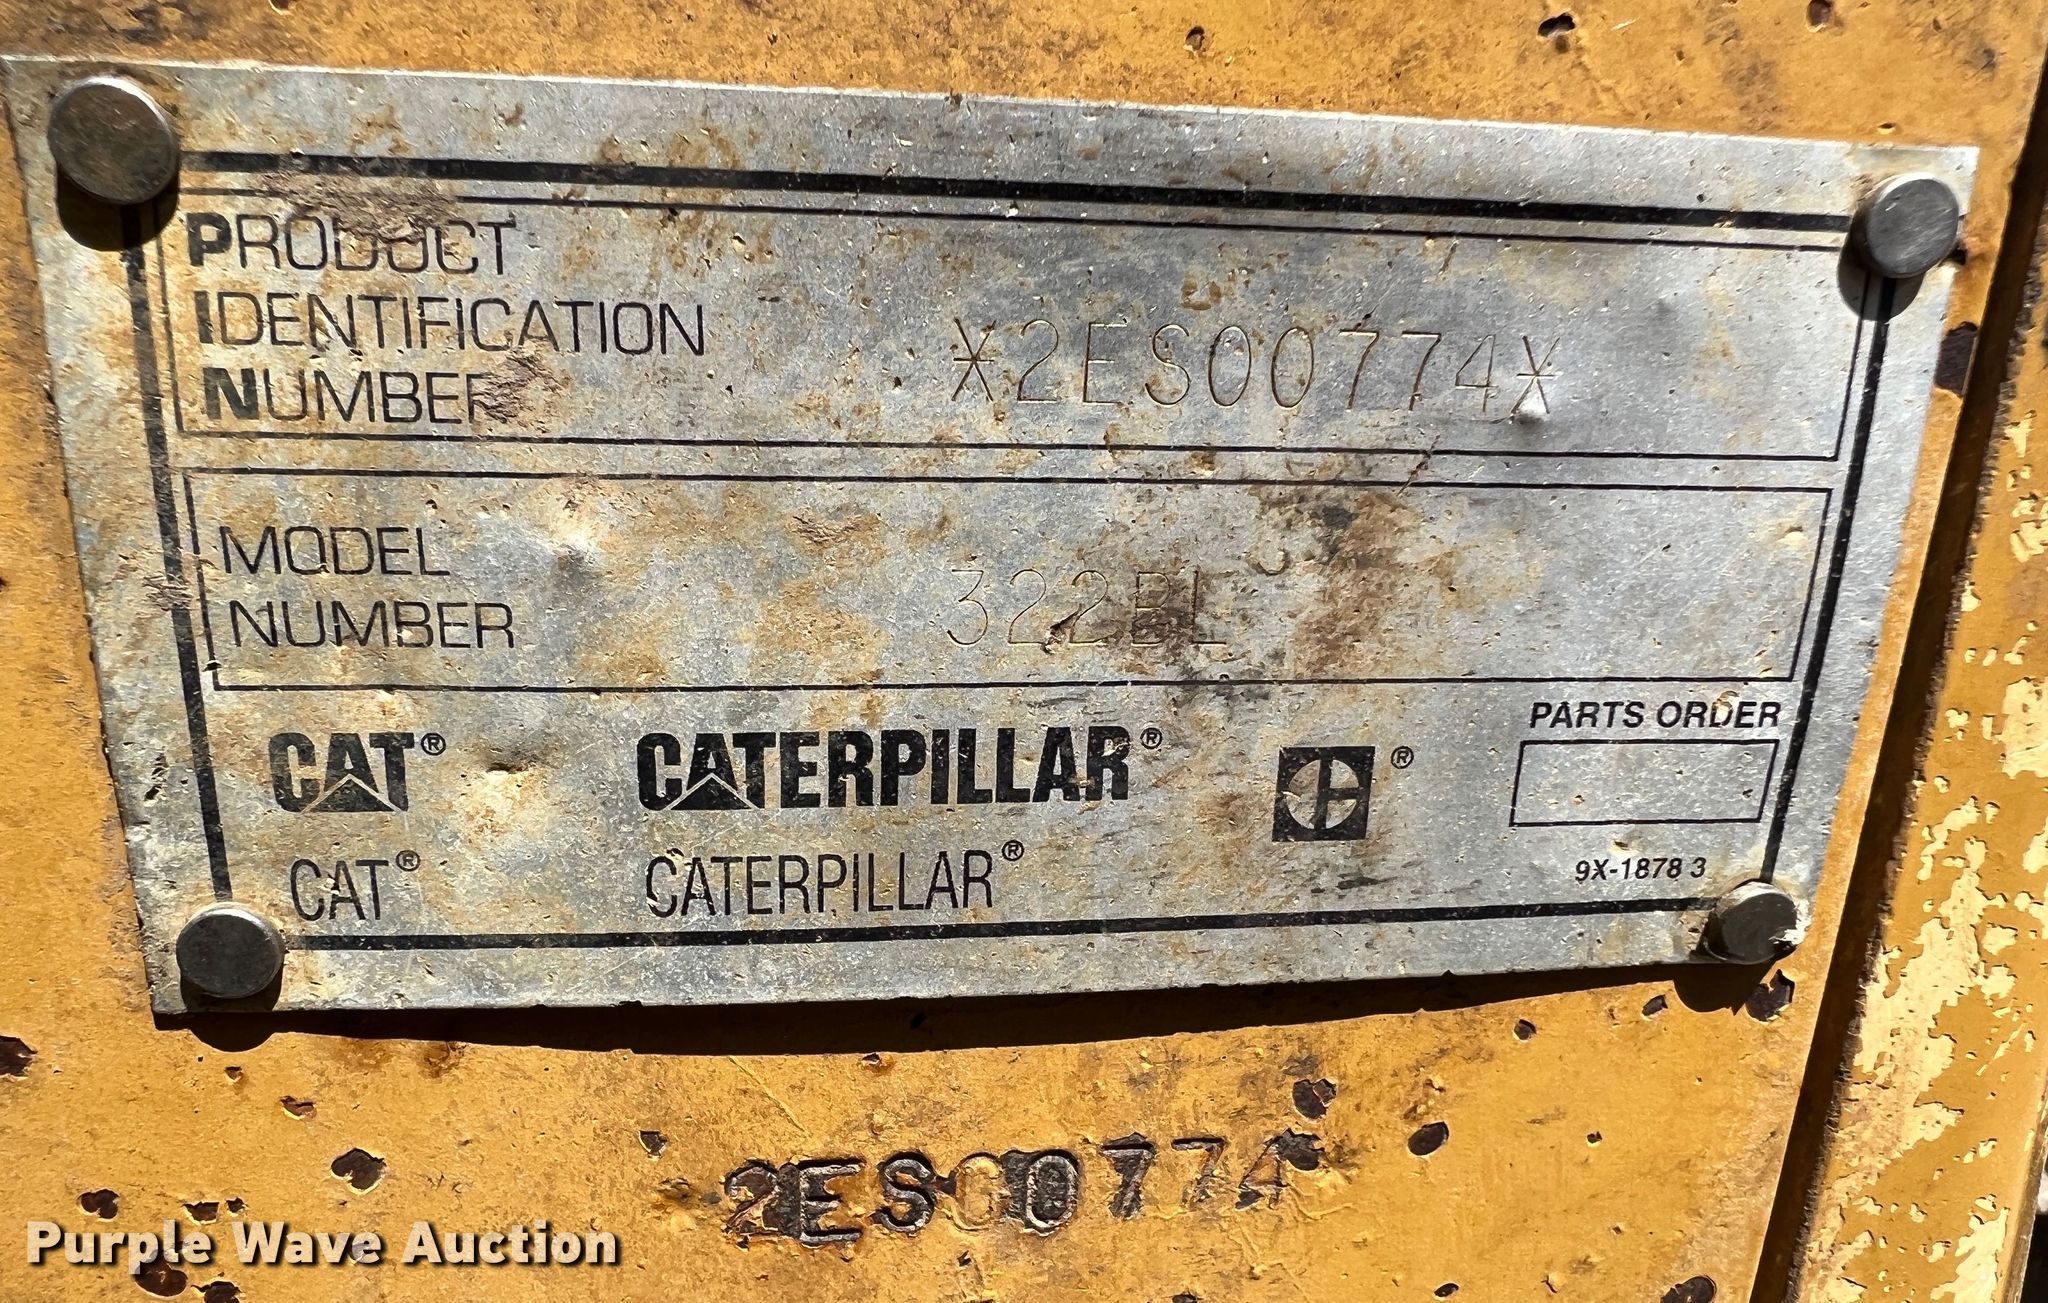 PRODUCT
IDENTIFICATION
NUMBER
*2ES00774*
MODEL
NUMBER
322BL
PARTS ORDER
CAT® CATERPILLAR® ®
CAT® CATERPILLAR®
9X-1878 3
2ES00774
Purple Wave Auction